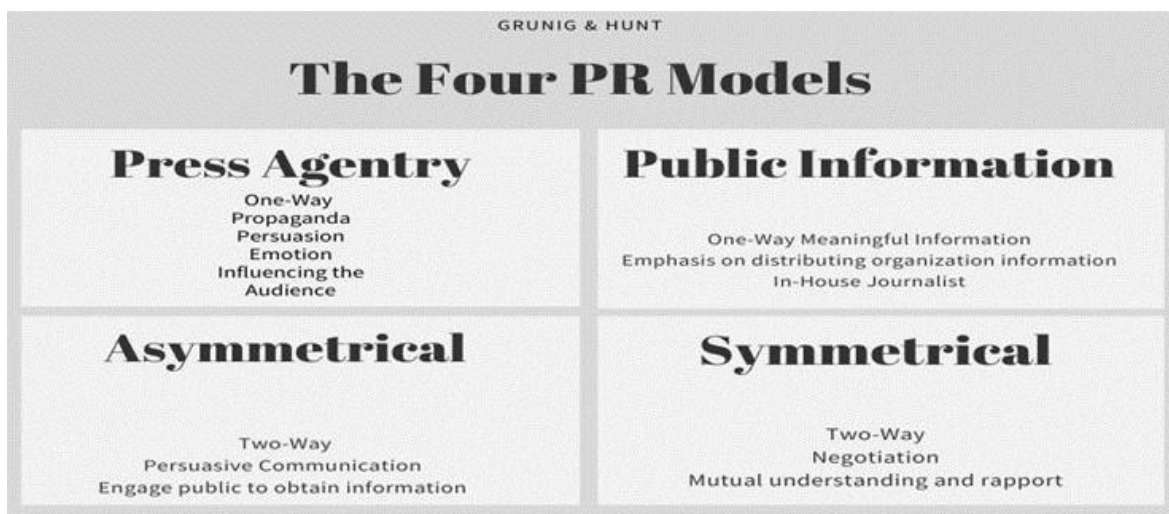 GRUNIG & HUNT
The Four PR Models
Press Agentry
One-Way
Propaganda
Persuasion
Emotion
Influencing the
Audience
Public Information
One-Way Meaningful Information
Emphasis on distributing organization information
In-House Journalist
Asymmetrical
Two-Way
Persuasive Communication
Engage public to obtain information
Symmetrical
Two-Way
Negotiation
Mutual understanding and rapport